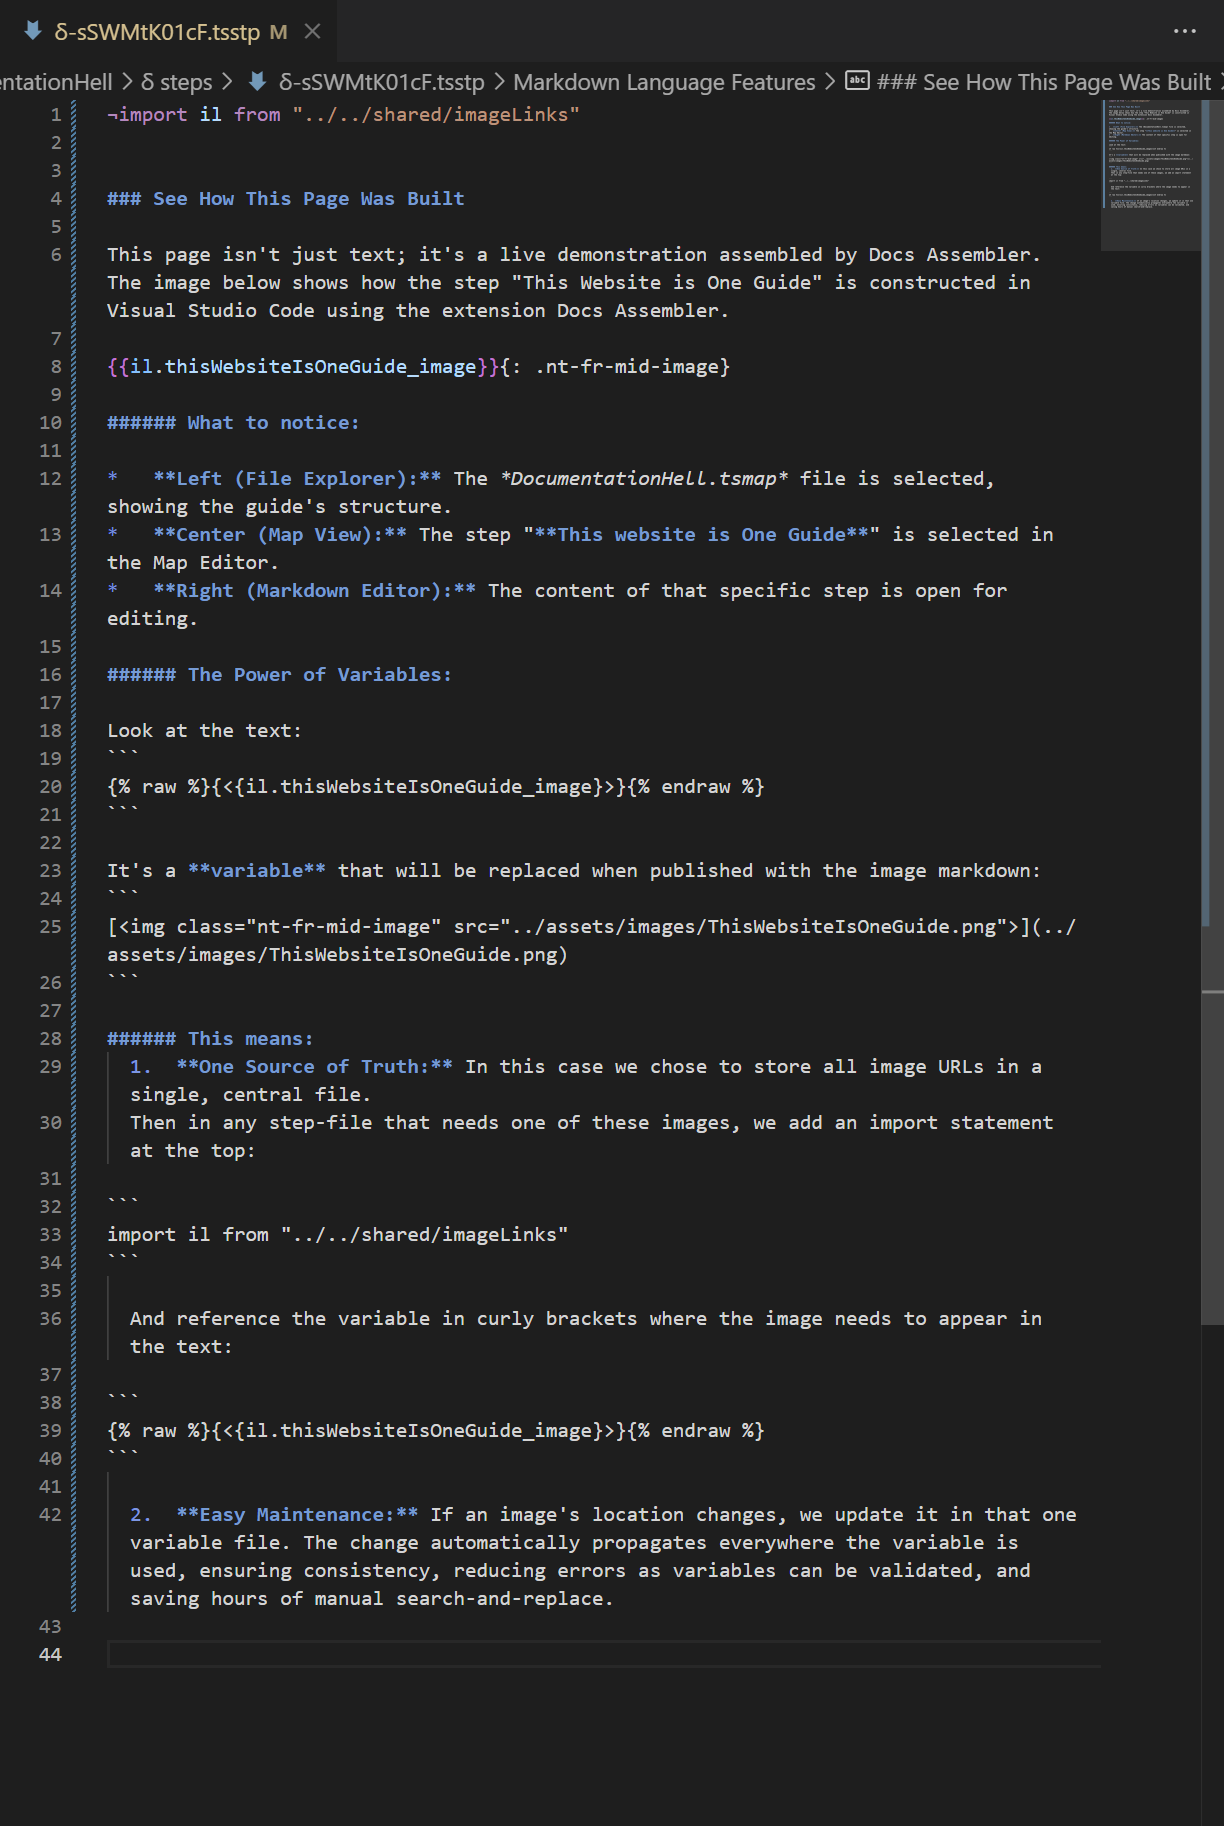 δ-sSWMtK01cF.tsstp M
entationHell > δ steps > δ-sSWMtK01cF.tsstp > Markdown Language Features > abc ### See How This Page Was Built
1 ¬import il from "../../shared/imageLinks"
2
3
4 ### See How This Page Was Built
5
6 This page isn't just text; it's a live demonstration assembled by Docs Assembler.
The image below shows how the step "This Website is One Guide" is constructed in
Visual Studio Code using the extension Docs Assembler.
7
8 {{il.thisWebsiteIsOneGuide_image}}{: .nt-fr-mid-image}
9
10 ###### What to notice:
11
12 *   **Left (File Explorer):** The *DocumentationHell.tsmap* file is selected,
showing the guide's structure.
13 *   **Center (Map View):** The step "**This website is One Guide**" is selected in
the Map Editor.
14 *   **Right (Markdown Editor):** The content of that specific step is open for
editing.
15
16 ###### The Power of Variables:
17
18 Look at the text:
19 ```
20 {% raw %}{<{il.thisWebsiteIsOneGuide_image}>}{% endraw %}
21 ```
22
23 It's a **variable** that will be replaced when published with the image markdown:
24 ```
25 [<img class="nt-fr-mid-image" src="../assets/images/ThisWebsiteIsOneGuide.png">](../
assets/images/ThisWebsiteIsOneGuide.png)
26 ```
27
28 ###### This means:
29 1.  **One Source of Truth:** In this case we chose to store all image URLs in a
single, central file.
30 Then in any step-file that needs one of these images, we add an import statement
at the top:
31
32 ```
33 import il from "../../shared/imageLinks"
34 ```
35
36 And reference the variable in curly brackets where the image needs to appear in
the text:
37
38 ```
39 {% raw %}{<{il.thisWebsiteIsOneGuide_image}>}{% endraw %}
40 ```
41
42 2.  **Easy Maintenance:** If an image's location changes, we update it in that one
variable file. The change automatically propagates everywhere the variable is
used, ensuring consistency, reducing errors as variables can be validated, and
saving hours of manual search-and-replace.
43
44